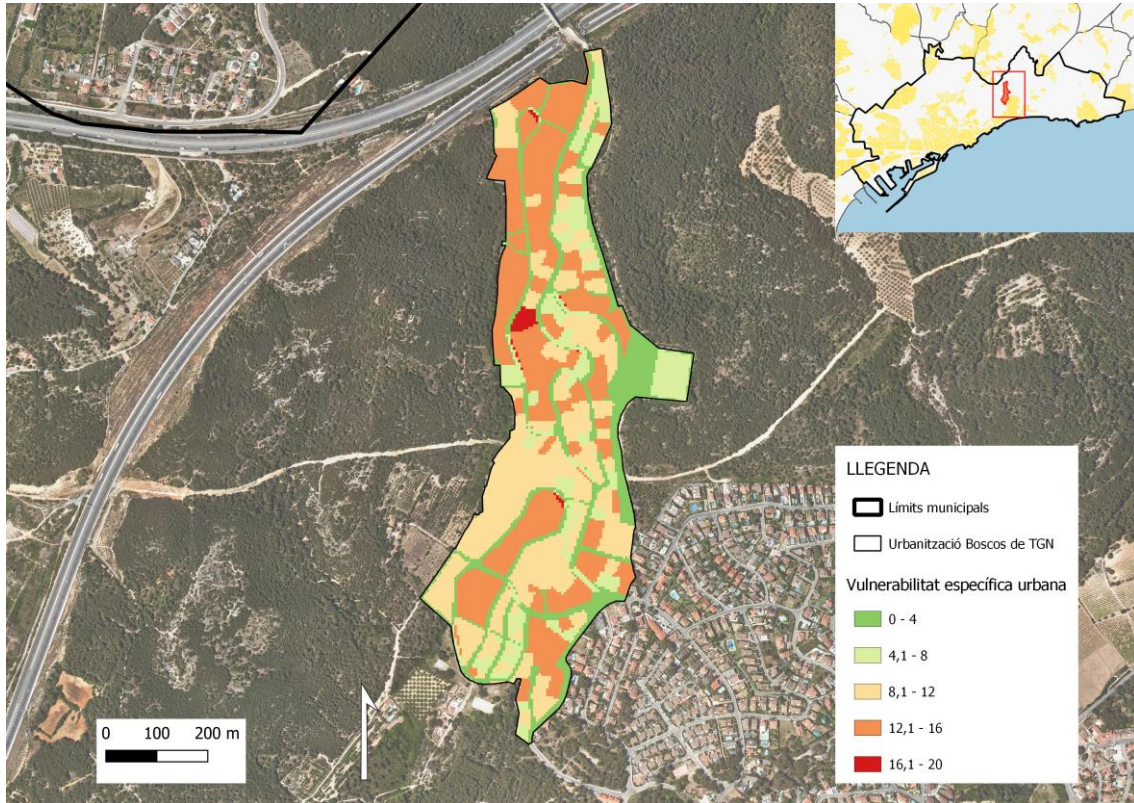 LLEGENDA
Límits municipals
Urbanització Boscos de TGN
Vulnerabilitat específica urbana
0 - 4
4,1 - 8
8,1 - 12
12,1 - 16
16,1 - 20
0 100 200 m